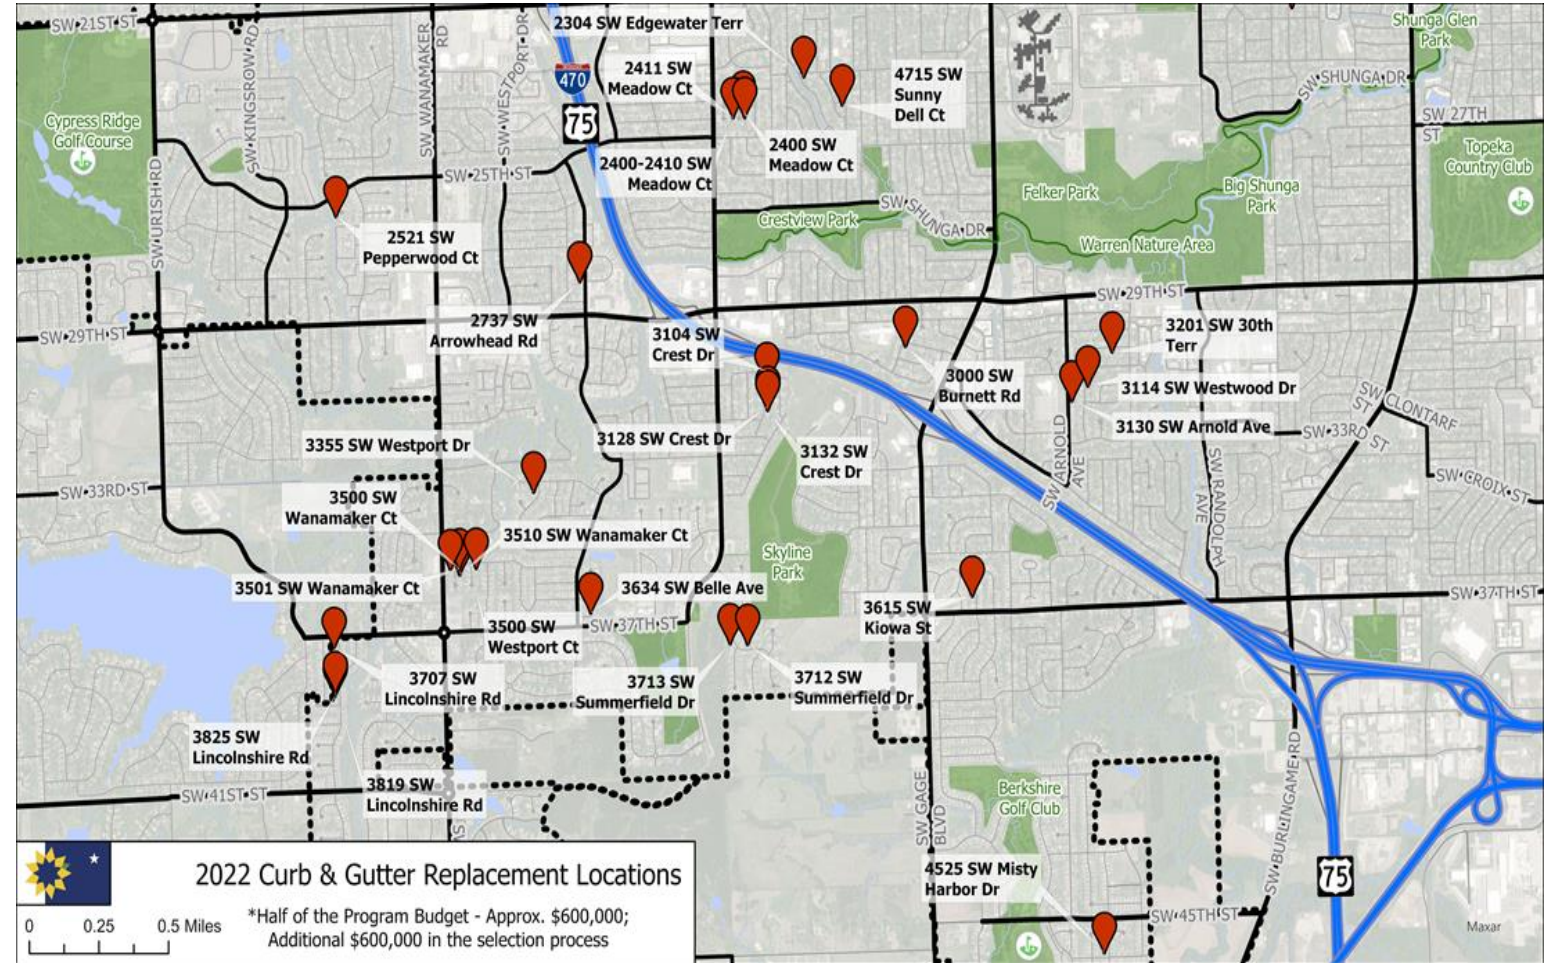 SW 21ST ST
SW KINGSROW RD
SW WANAMAKER
RD
SW WESTPORT DR
470
75
2304 SW Edgewater Terr
2411 SW
Meadow Ct
4715 SW
Sunny
Dell Ct
Shunga Glen
Park
SW SHUNGA DR
SW 27TH
ST
Cypress Ridge
Golf Course
2400 SW
Meadow Ct
2400-2410 SW
Meadow Ct
Topeka
Country Club
SW 25TH ST
Felker Park
Big Shunga
Park
SW URISH RD
Crestview Park
SW SHUNGA DR
Warren Nature Area
2521 SW
Pepperwood Ct
SW 29TH ST
SW 29TH ST
2737 SW
Arrowhead Rd
3104 SW
Crest Dr
3201 SW 30th
Terr
3000 SW
Burnett Rd
3114 SW Westwood Dr
3130 SW Arnold Ave
SW CLONTARF
ST
SW 33RD ST
3355 SW Westport Dr
3128 SW Crest Dr
3132 SW
Crest Dr
SW ARNOLD
AVE
SW RANDOLPH
AVE
SW CROIX ST
SW 33RD ST
3500 SW
Wanamaker Ct
3510 SW Wanamaker Ct
Skyline
Park
3501 SW Wanamaker Ct
3634 SW Belle Ave
SW 37TH ST
3615 SW
Kiowa St
3500 SW
Westport Ct
SW 37TH ST
3707 SW
Lincolnshire Rd
3713 SW
Summerfield Dr
3712 SW
Summerfield Dr
3825 SW
Lincolnshire Rd
3819 SW
Lincolnshire Rd
SW 41ST ST
SW GAGE
BLVD
Berkshire
Golf Club
SW BURLINGAME RD
4525 SW Misty
Harbor Dr
75
SW 45TH ST
Maxar
2022 Curb & Gutter Replacement Locations
*Half of the Program Budget - Approx. $600,000;
Additional $600,000 in the selection process
0 0.25 0.5 Miles